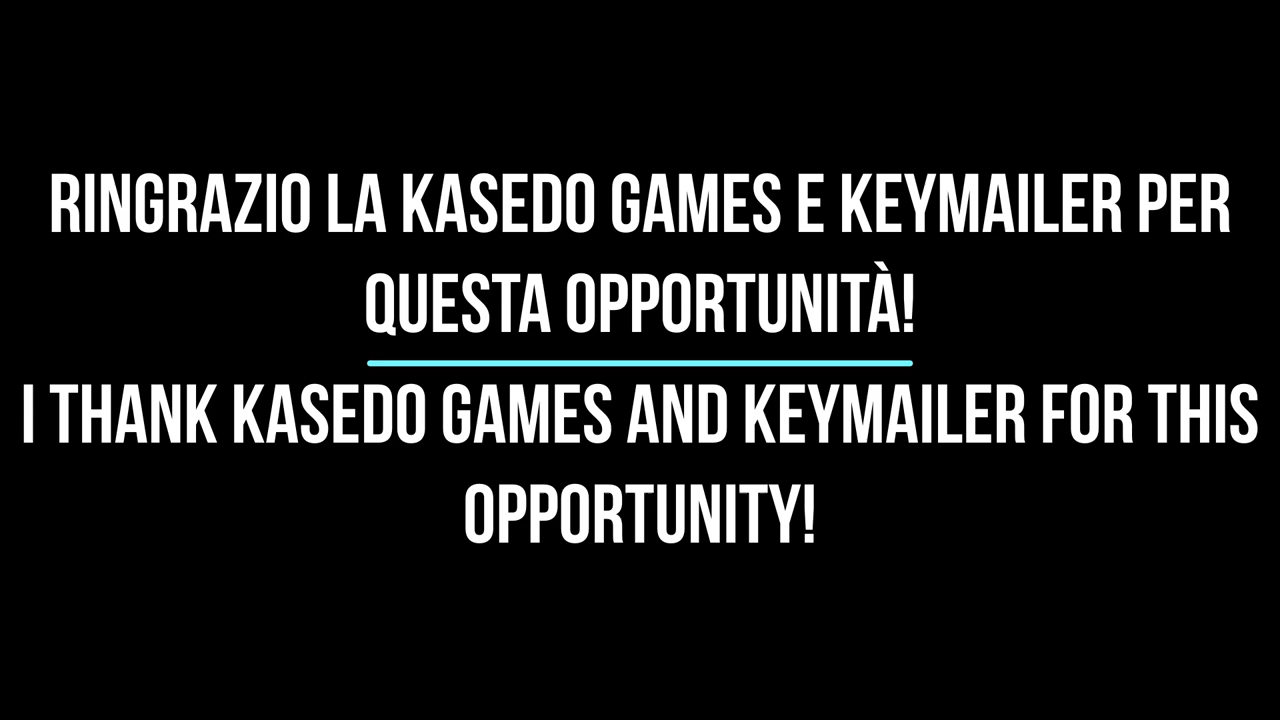 RINGRAZIO LA KASEDO GAMES E KEYMAILER PER
QUESTA OPPORTUNITÀ!
I THANK KASEDO GAMES AND KEYMAILER FOR THIS
OPPORTUNITY!